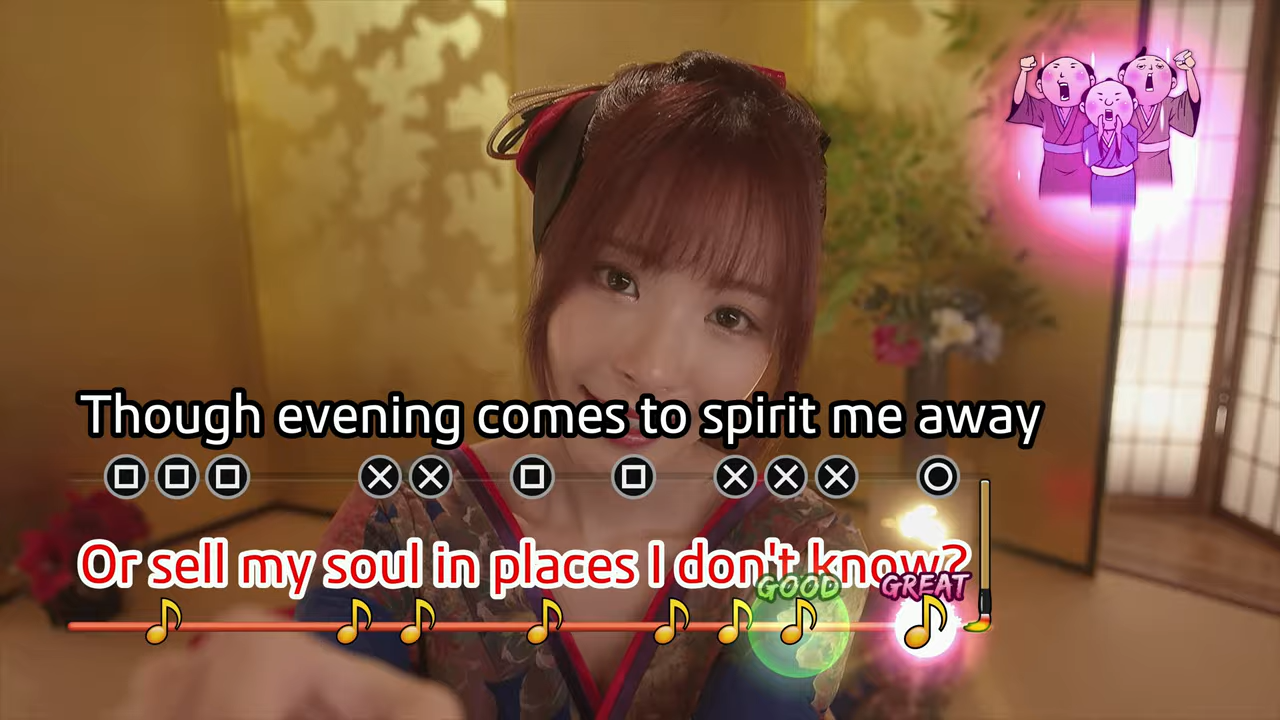 Though evening comes to spirit me away
Or sell my soul in places I don't know?
GOOD GREAT